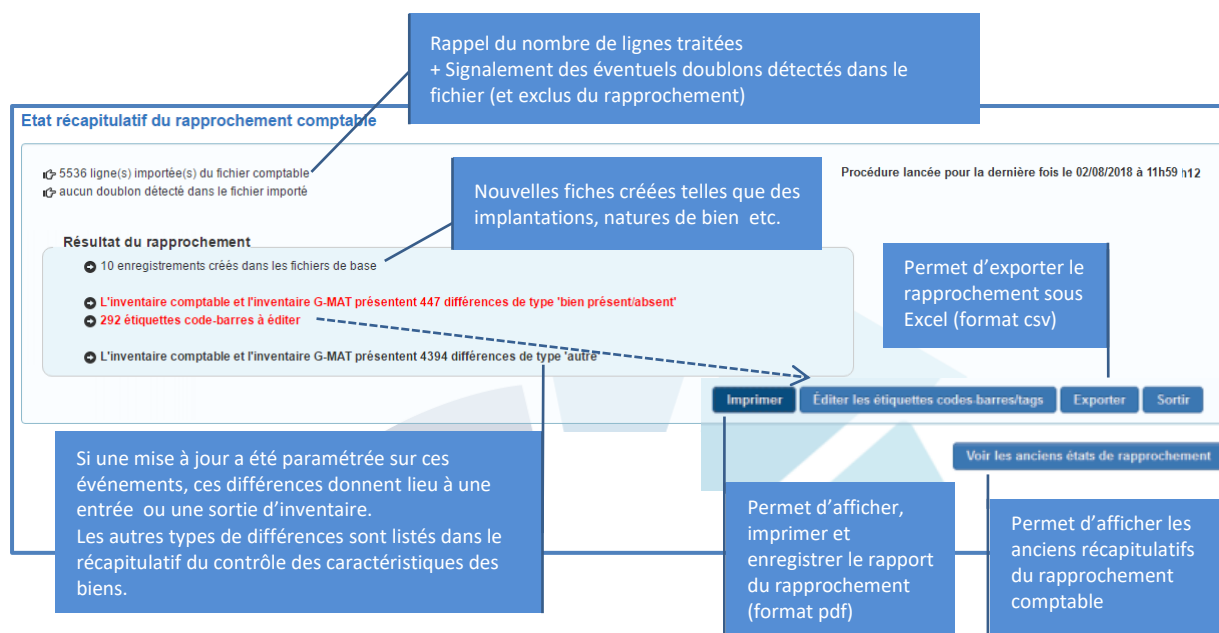 Rappel du nombre de lignes traitées
+ Signalement des éventuels doublons détectés dans le
fichier (et exclus du rapprochement)
Etat récapitulatif du rapprochement comptable
5536 ligne(s) importée(s) du fichier comptable
aucun doublon détecté dans le fichier importé
Procédure lancée pour la dernière fois le 02/08/2018 à 11h59
h12
Nouvelles fiches créées telles que des
implantations, natures de bien etc.
Résultat du rapprochement
10 enregistrements créés dans les fichiers de base
L'inventaire comptable et l'inventaire G-MAT présentent 447 différences de type 'bien présent/absent'
292 étiquettes code-barres à éditer
L'inventaire comptable et l'inventaire G-MAT présentent 4394 différences de type 'autre
Permet d’exporter le
rapprochement sous
Excel (format csv)
Imprimer
Éditer les étiquettes codes-barres/tags
Exporter
Sortir
Voir les anciens états de rapprochement
Si une mise à jour a été paramétrée sur ces
événements, ces différences donnent lieu à une
entrée ou une sortie d’inventaire.
Les autres types de différences sont listés dans le
récapitulatif du contrôle des caractéristiques des
biens.
Permet d’afficher,
imprimer et
enregistrer le rapport
du rapprochement
(format pdf)
Permet d’afficher les
anciens récapitulatifs
du rapprochement
comptable